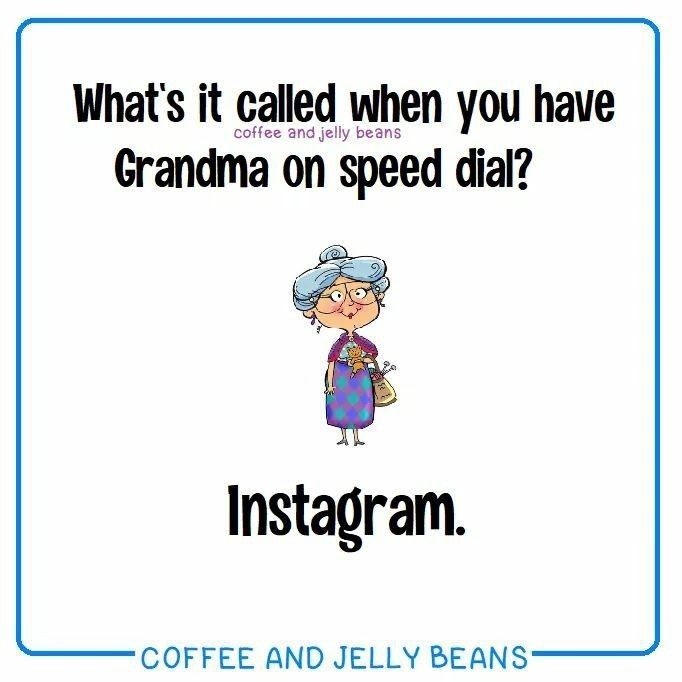 What's it called when you have
coffee and jelly beans
Grandma on speed dial?
Instagram.
COFFEE AND JELLY BEANS